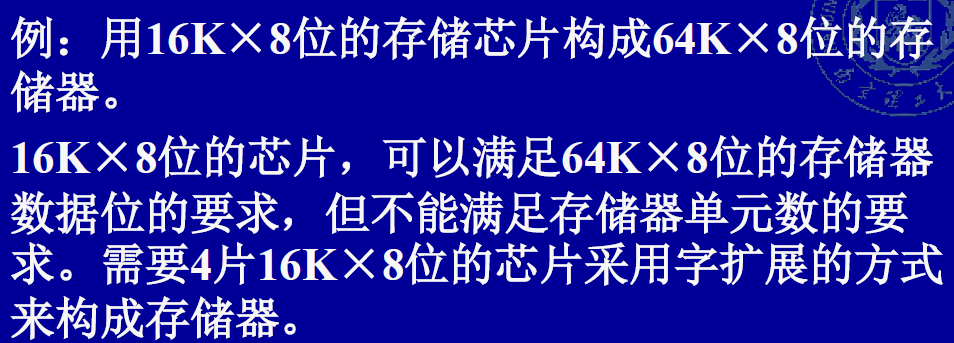 例：用16K×8位的存储芯片构成64K×8位的存
储器。
16K×8位的芯片，可以满足64K×8位的存储器
数据位的要求，但不能满足存储器单元数的要
求。需要4片16K×8位的芯片采用字扩展的方式
来构成存储器。